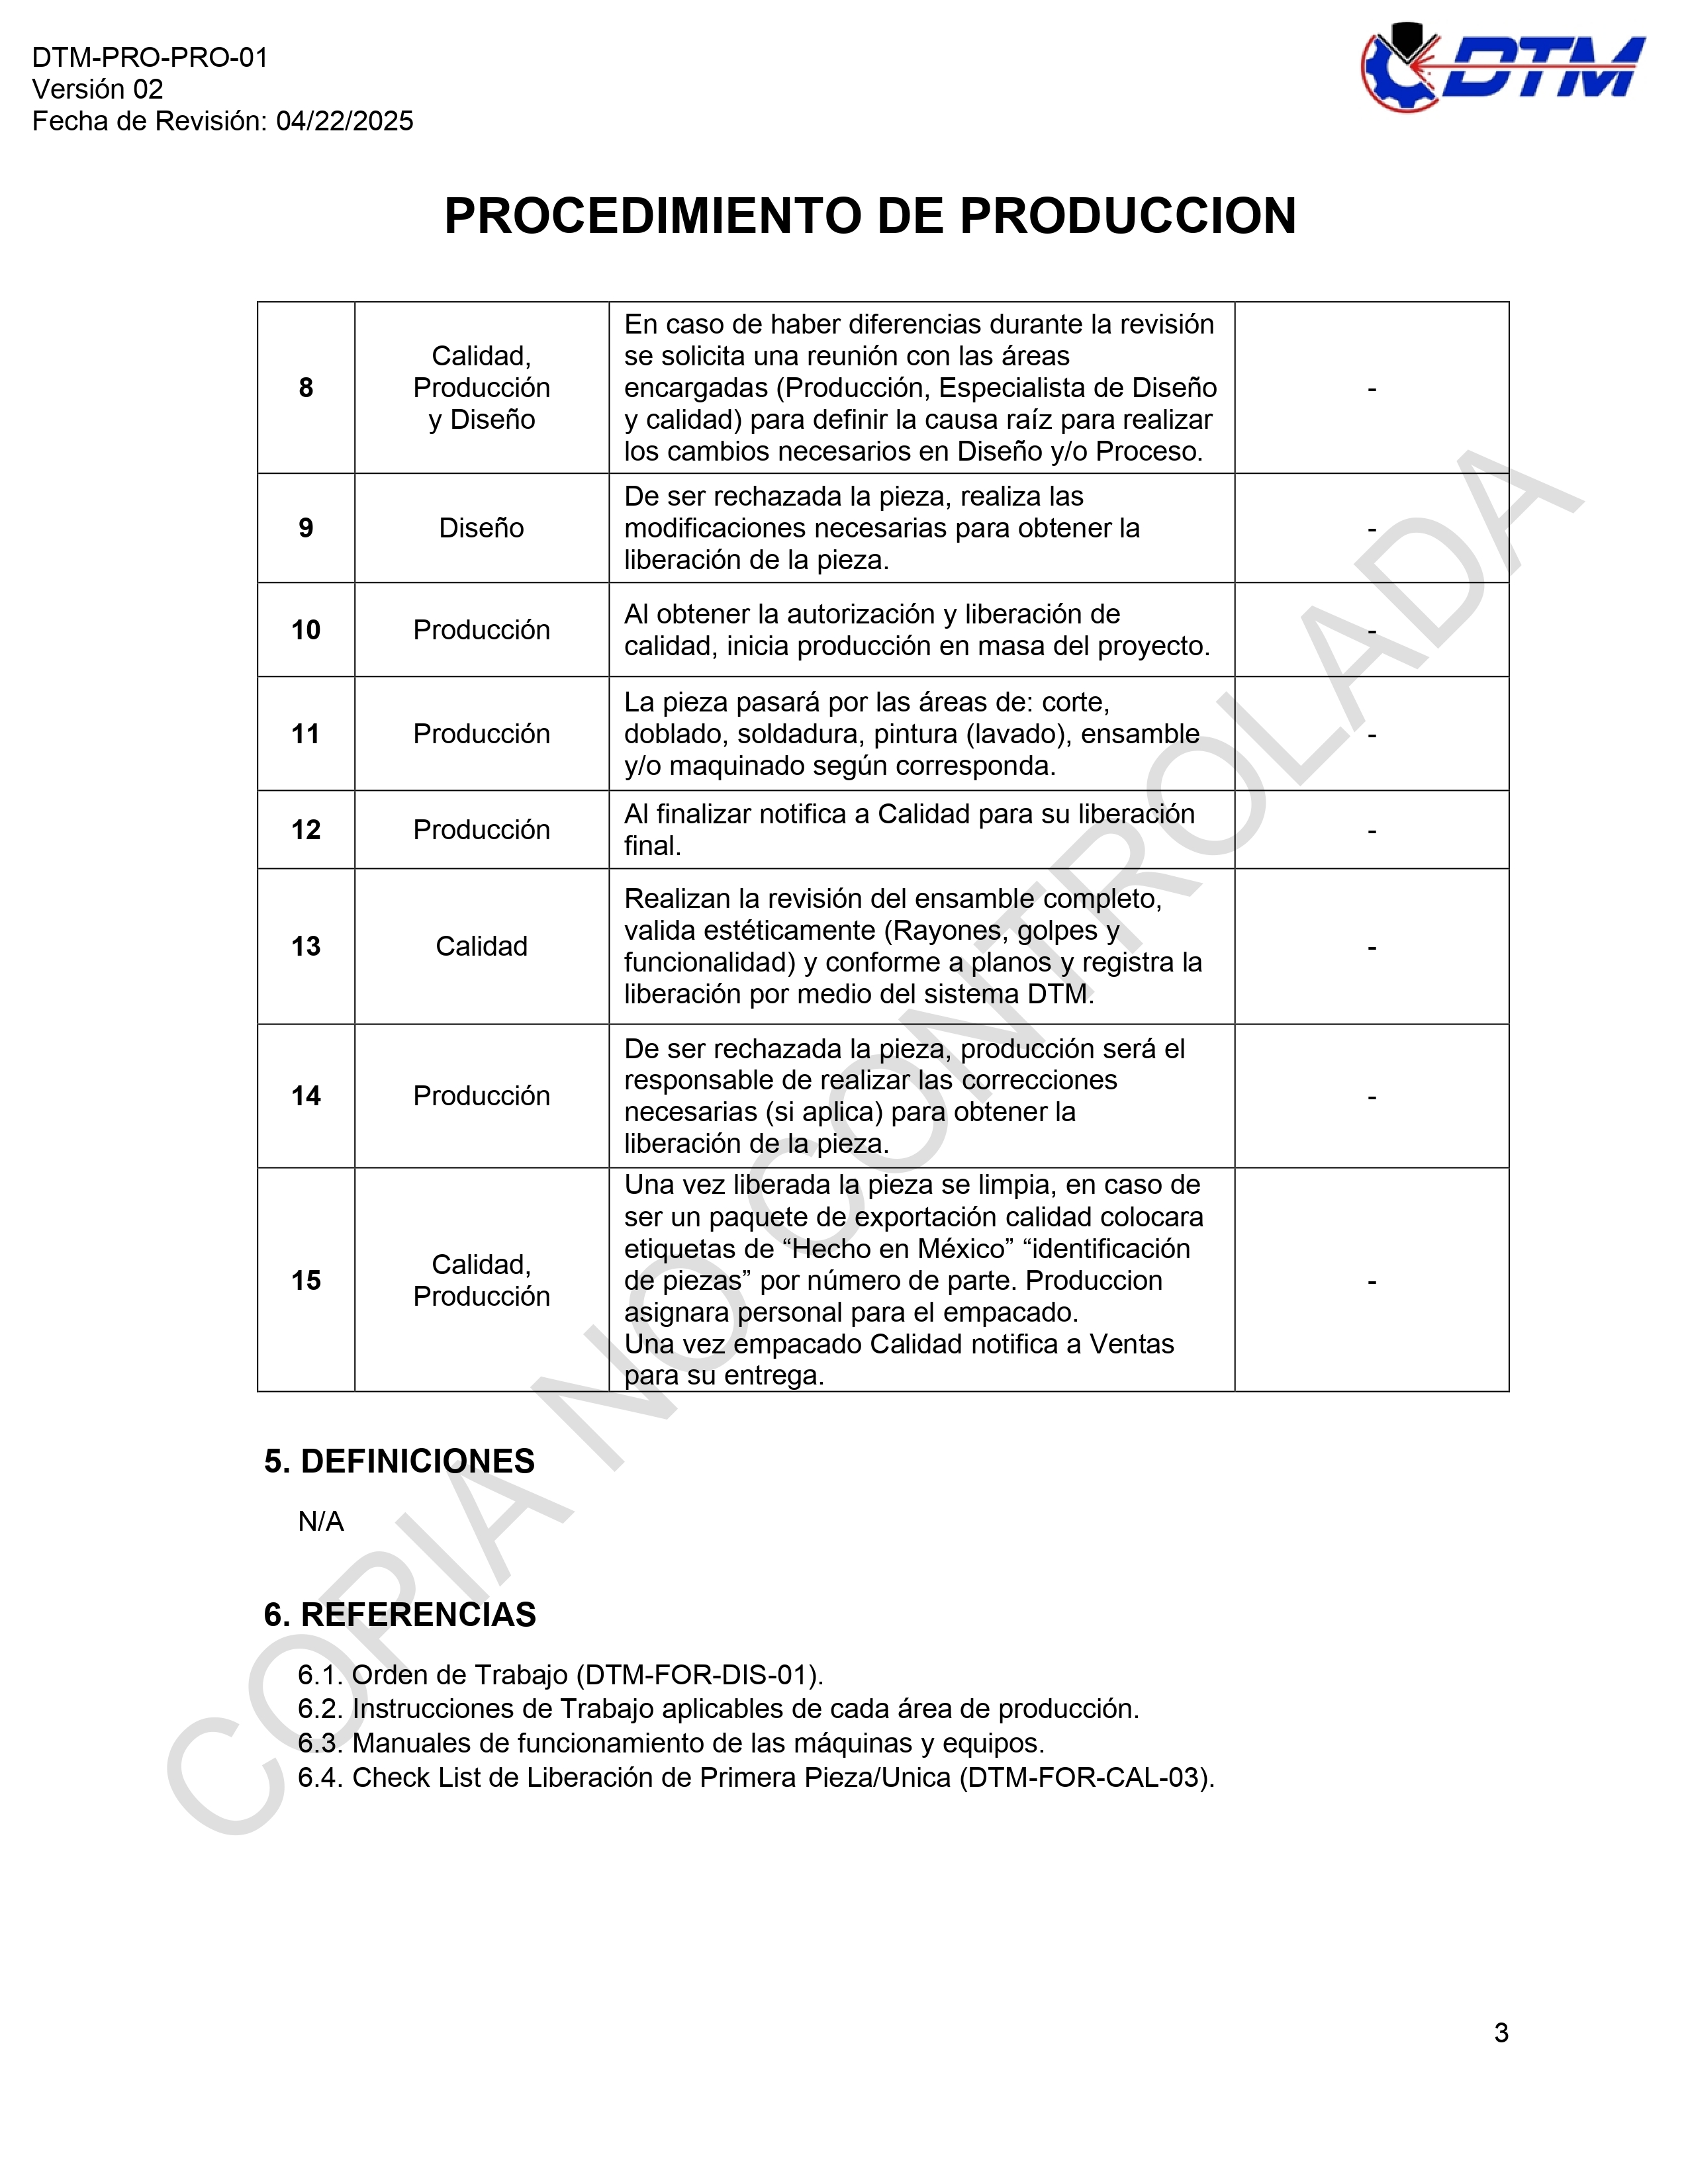 DTM-PRO-PRO-01
Versión 02
Fecha de Revisión: 04/22/2025
DTM
PROCEDIMIENTO DE PRODUCCION
8
Calidad,
Producción
y Diseño
En caso de haber diferencias durante la revisión
se solicita una reunión con las áreas
encargadas (Producción, Especialista de Diseño
y calidad) para definir la causa raíz para realizar
los cambios necesarios en Diseño y/o Proceso.
-
9
Diseño
De ser rechazada la pieza, realiza las
modificaciones necesarias para obtener la
liberación de la pieza.
-
10
Producción
Al obtener la autorización y liberación de
calidad, inicia producción en masa del proyecto.
-
11
Producción
La pieza pasará por las áreas de: corte,
doblado, soldadura, pintura (lavado), ensamble
y/o maquinado según corresponda.
-
12
Producción
Al finalizar notifica a Calidad para su liberación
final.
-
13
Calidad
Realizan la revisión del ensamble completo,
valida estéticamente (Rayones, golpes y
funcionalidad) y conforme a planos y registra la
liberación por medio del sistema DTM.
-
14
Producción
De ser rechazada la pieza, producción será el
responsable de realizar las correcciones
necesarias (si aplica) para obtener la
liberación de la pieza.
-
15
Calidad,
Producción
Una vez liberada la pieza se limpia, en caso de
ser un paquete de exportación calidad colocara
etiquetas de “Hecho en México” “identificación
de piezas” por número de parte. Produccion
asignara personal para el empacado.
Una vez empacado Calidad notifica a Ventas
para su entrega.
-
5. DEFINICIONES
N/A
6. REFERENCIAS
6.1. Orden de Trabajo (DTM-FOR-DIS-01).
6.2. Instrucciones de Trabajo aplicables de cada área de producción.
6.3. Manuales de funcionamiento de las máquinas y equipos.
6.4. Check List de Liberación de Primera Pieza/Unica (DTM-FOR-CAL-03).
COPIA NO CONTROLADA
3